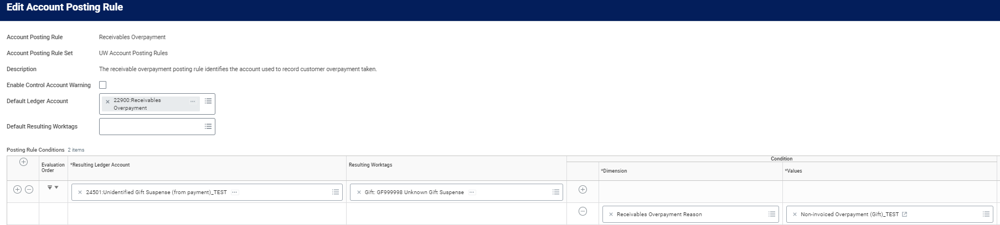 Edit Account Posting Rule
Account Posting Rule Receivables Overpayment
Account Posting Rule Set UW Account Posting Rules
Description The receivable overpayment posting rule identifies the account used to record customer overpayment taken.
Enable Control Account Warning
Default Ledger Account 22900:Receivables
Overpayment
Default Resulting Worktags
Posting Rule Conditions 2 items
Condition
Evaluation
Order
*Resulting Ledger Account
Resulting Worktags
*Dimension
*Values
24501:Unidentified Gift Suspense (from payment)_TEST
Gift: GF999998 Unknown Gift Suspense
Receivables Overpayment Reason
Non-invoiced Overpayment (Gift)_TEST